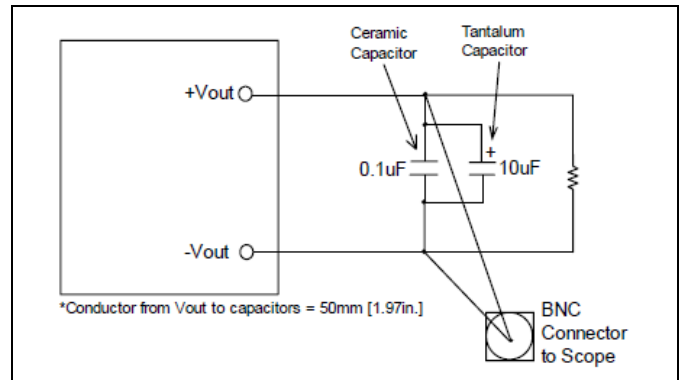 Ceramic
Capacitor
Tantalum
Capacitor
+Vout
+
0.1uF
10uF
-Vout
*Conductor from Vout to capacitors = 50mm [1.97in.]
BNC
Connector
to Scope